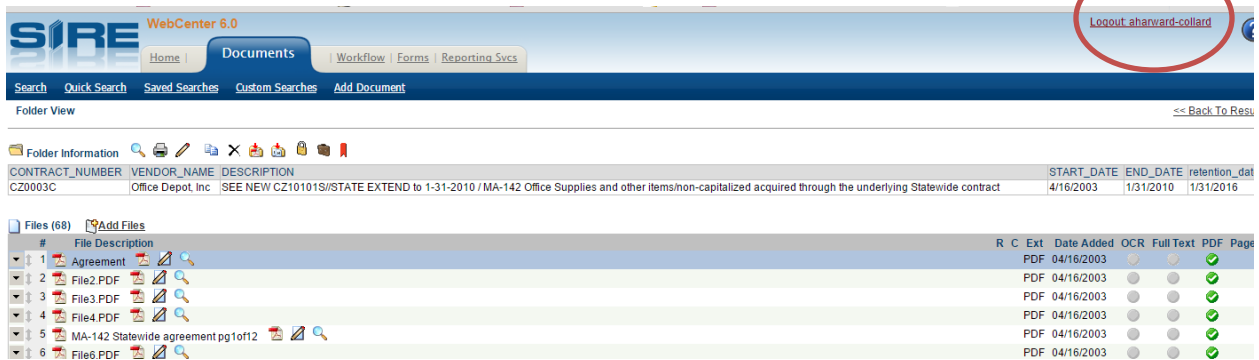 SIRE WebCenter 6.0
Logout: aharward-collard
Home | Documents | Workflow | Forms | Reporting Svcs
Search Quick Search Saved Searches Custom Searches Add Document
Folder View << Back To Resu
Folder Information
CONTRACT_NUMBER VENDOR_NAME DESCRIPTION START_DATE END_DATE retention_dat
CZ0003C Office Depot, Inc SEE NEW CZ10101S//STATE EXTEND to 1-31-2010 / MA-142 Office Supplies and other items/non-capitalized acquired through the underlying Statewide contract 4/16/2003 1/31/2010 1/31/2016
Files (68) Add Files
# File Description R C Ext Date Added OCR Full Text PDF Page
1 Agreement PDF 04/16/2003
2 File2.PDF PDF 04/16/2003
3 File3.PDF PDF 04/16/2003
4 File4.PDF PDF 04/16/2003
5 MA-142 Statewide agreement pg1of12 PDF 04/16/2003
6 File6.PDF PDF 04/16/2003